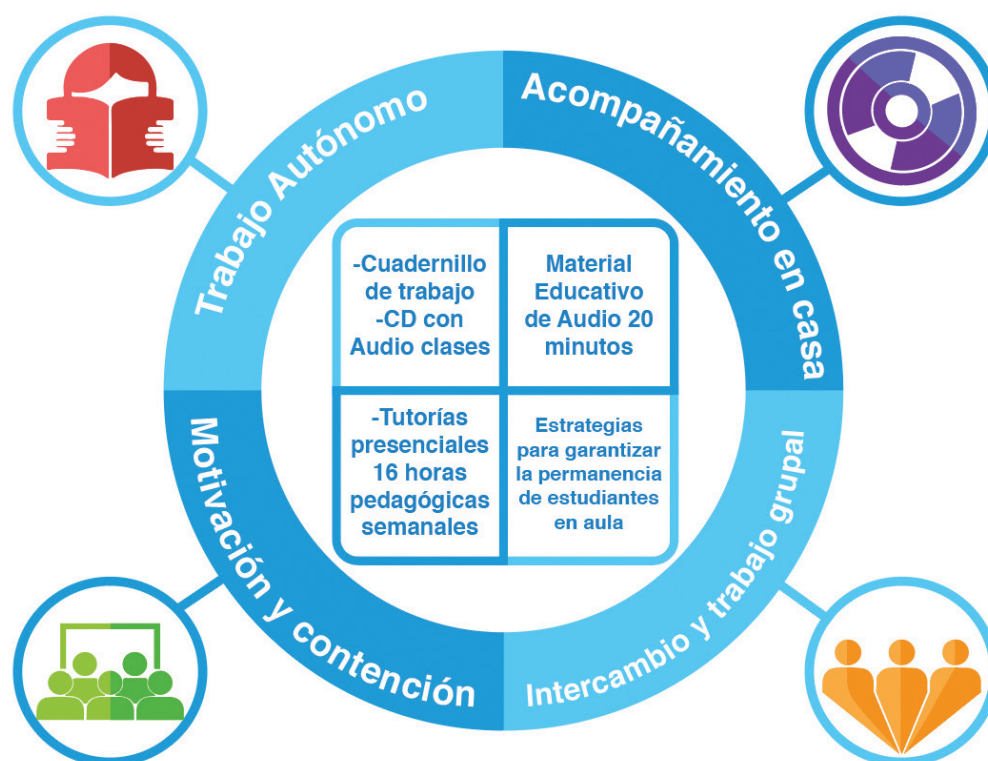 Trabajo Autónomo
Acompañamiento en casa
-Cuadernillo
de trabajo
-CD con
Audio clases
Material
Educativo
de Audio 20
minutos
-Tutorías
presenciales
16 horas
pedagógicas
semanales
Estrategias
para garantizar
la permanencia
de estudiantes
en aula
Motivación y contención
Intercambio y trabajo grupal